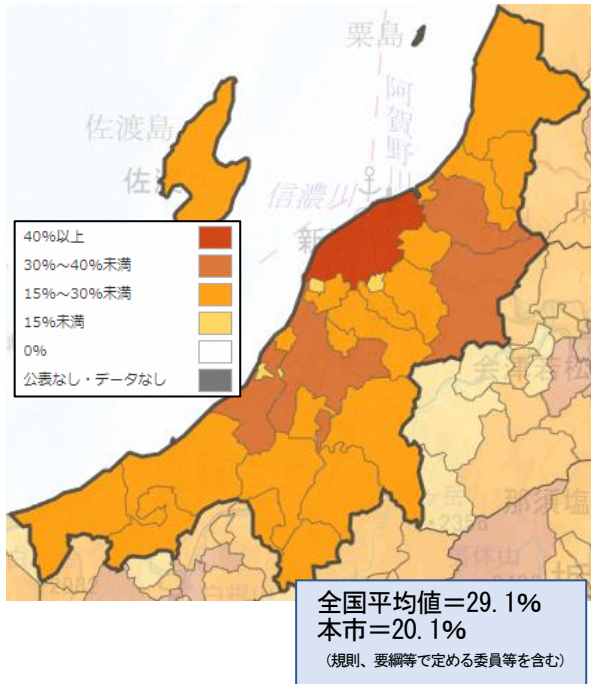 粟島
佐渡島
阿賀野川
佐
信濃川
新
40%以上
30%～40%未満
15%～30%未満
15%未満
0%
公表なし・データなし
会津若松
那須塩
白
全国平均値＝29.1%
本市＝20.1%
(規則、要綱等で定める委員等を含む)